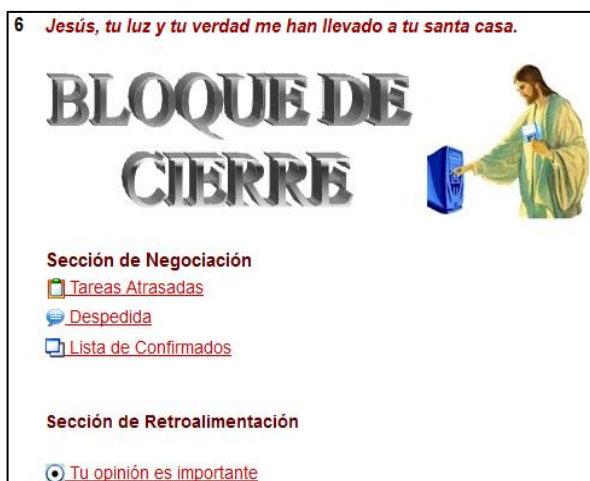 6 Jesús, tu luz y tu verdad me han llevado a tu santa casa.
BLOQUE DE
CIERRE
Sección de Negociación
Tareas Atrasadas
Despedida
Lista de Confirmados
Sección de Retroalimentación
Tu opinión es importante